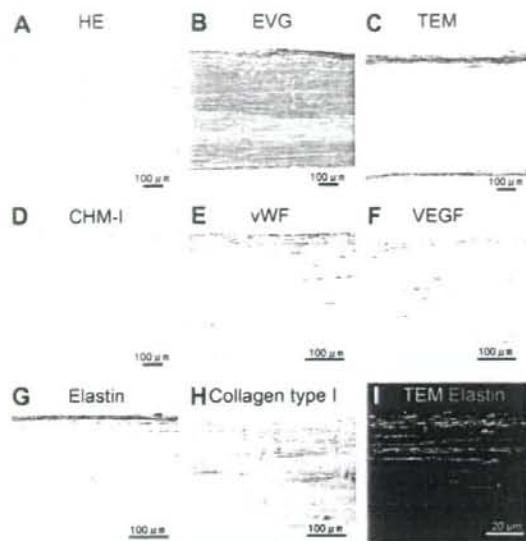 A HE
B EVG
C TEM
100 μm
100 μm
100 μm
D CHM-I
E vWF
F VEGF
100 μm
100 μm
100 μm
G Elastin
H Collagen type I
I TEM Elastin
100 μm
100 μm
20 μm